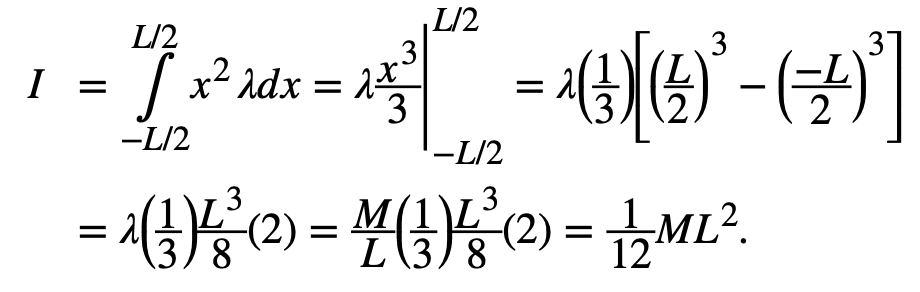 I = ∫_{-L/2}^{L/2} x² λdx = λ x³/3 |_{-L/2}^{L/2} = λ(1/3)[(L/2)³ − (−L/2)³]
= λ(1/3) L³/8 (2) = M/L (1/3) L³/8 (2) = 1/12 ML².